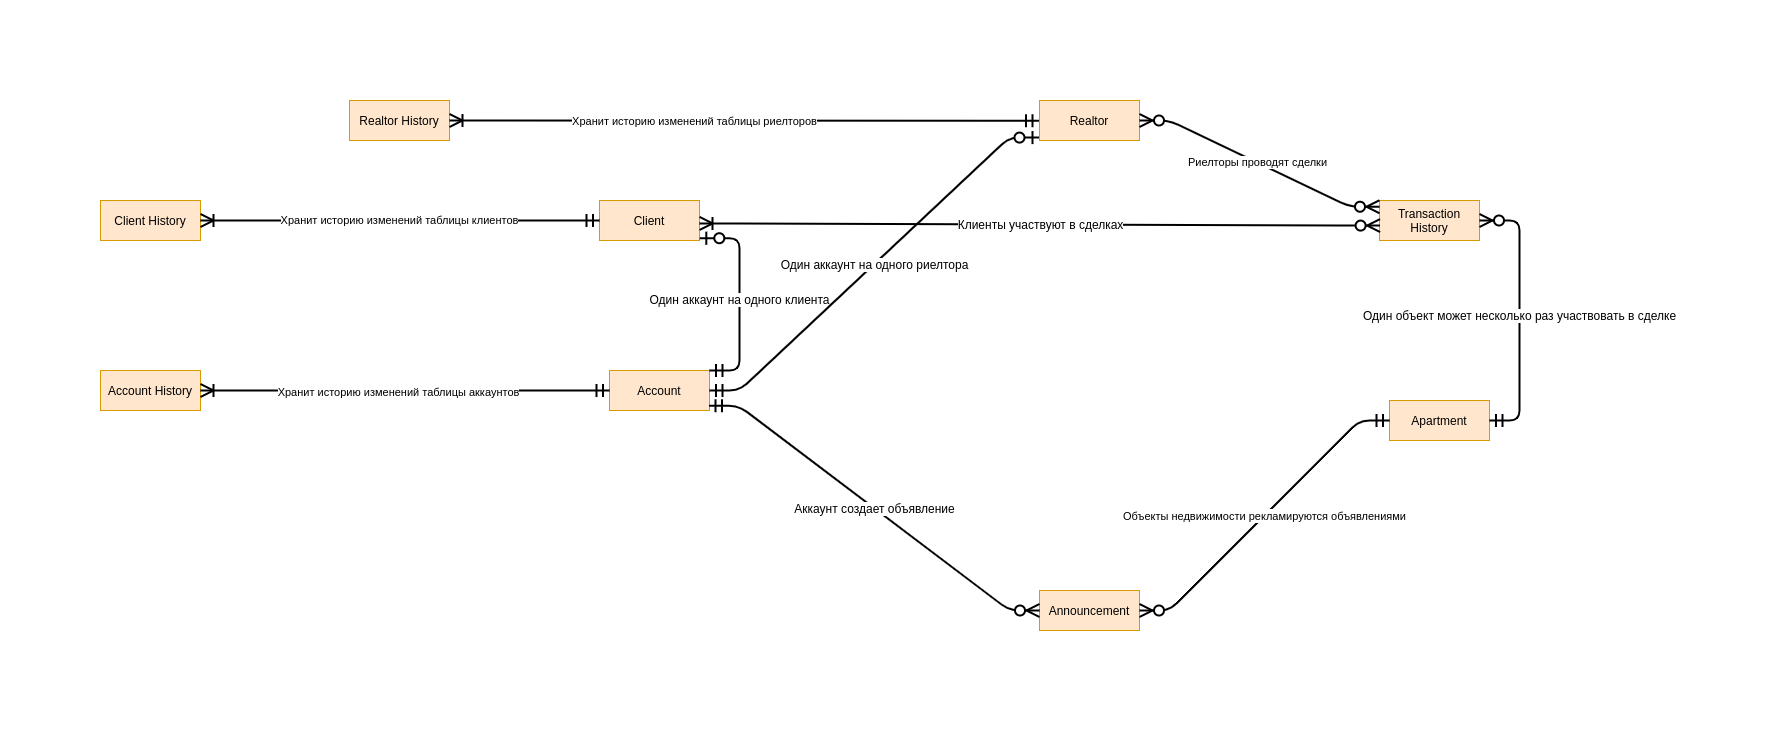 Realtor History
Хранит историю изменений таблицы риелторов
Realtor
Риелторы проводят сделки
Client History
Хранит историю изменений таблицы клиентов
Client
Клиенты участвуют в сделках
Transaction
History
Один аккаунт на одного риелтора
Один аккаунт на одного клиента
Один объект может несколько раз участвовать в сделке
Account History
Хранит историю изменений таблицы аккаунтов
Account
Apartment
Аккаунт создает объявление
Объекты недвижимости рекламируются объявлениями
Announcement